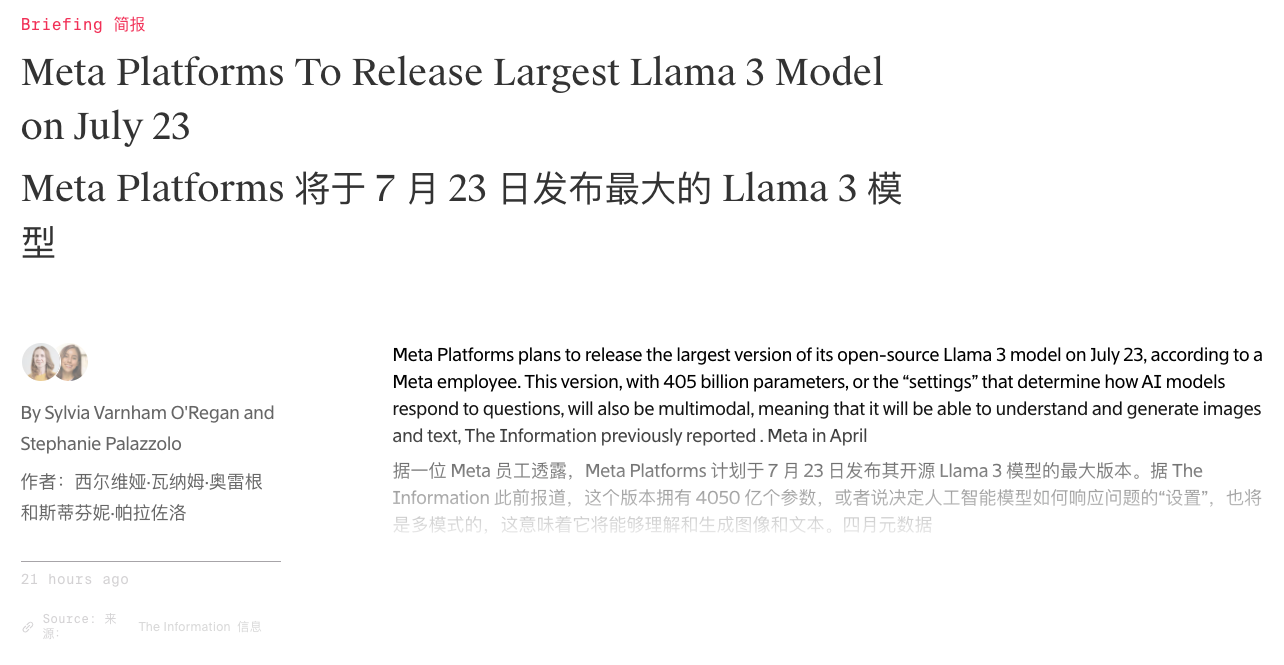 Briefing 简报
Meta Platforms To Release Largest Llama 3 Model
on July 23
Meta Platforms 将于 7 月 23 日发布最大的 Llama 3 模
型
By Sylvia Varnham O'Regan and
Stephanie Palazzolo
作者：西尔维娅·瓦纳姆·奥雷根
和斯蒂芬妮·帕拉佐洛
21 hours ago
Source: 来
源：
The Information 信息
Meta Platforms plans to release the largest version of its open-source Llama 3 model on July 23, according to a
Meta employee. This version, with 405 billion parameters, or the “settings” that determine how AI models
respond to questions, will also be multimodal, meaning that it will be able to understand and generate images
and text, The Information previously reported . Meta in April
据一位 Meta 员工透露，Meta Platforms 计划于 7 月 23 日发布其开源 Llama 3 模型的最大版本。据 The
Information 此前报道，这个版本拥有 4050 亿个参数，或者说决定人工智能模型如何响应问题的“设置”，也将
是多模式的，这意味着它将能够理解和生成图像和文本。四月元数据